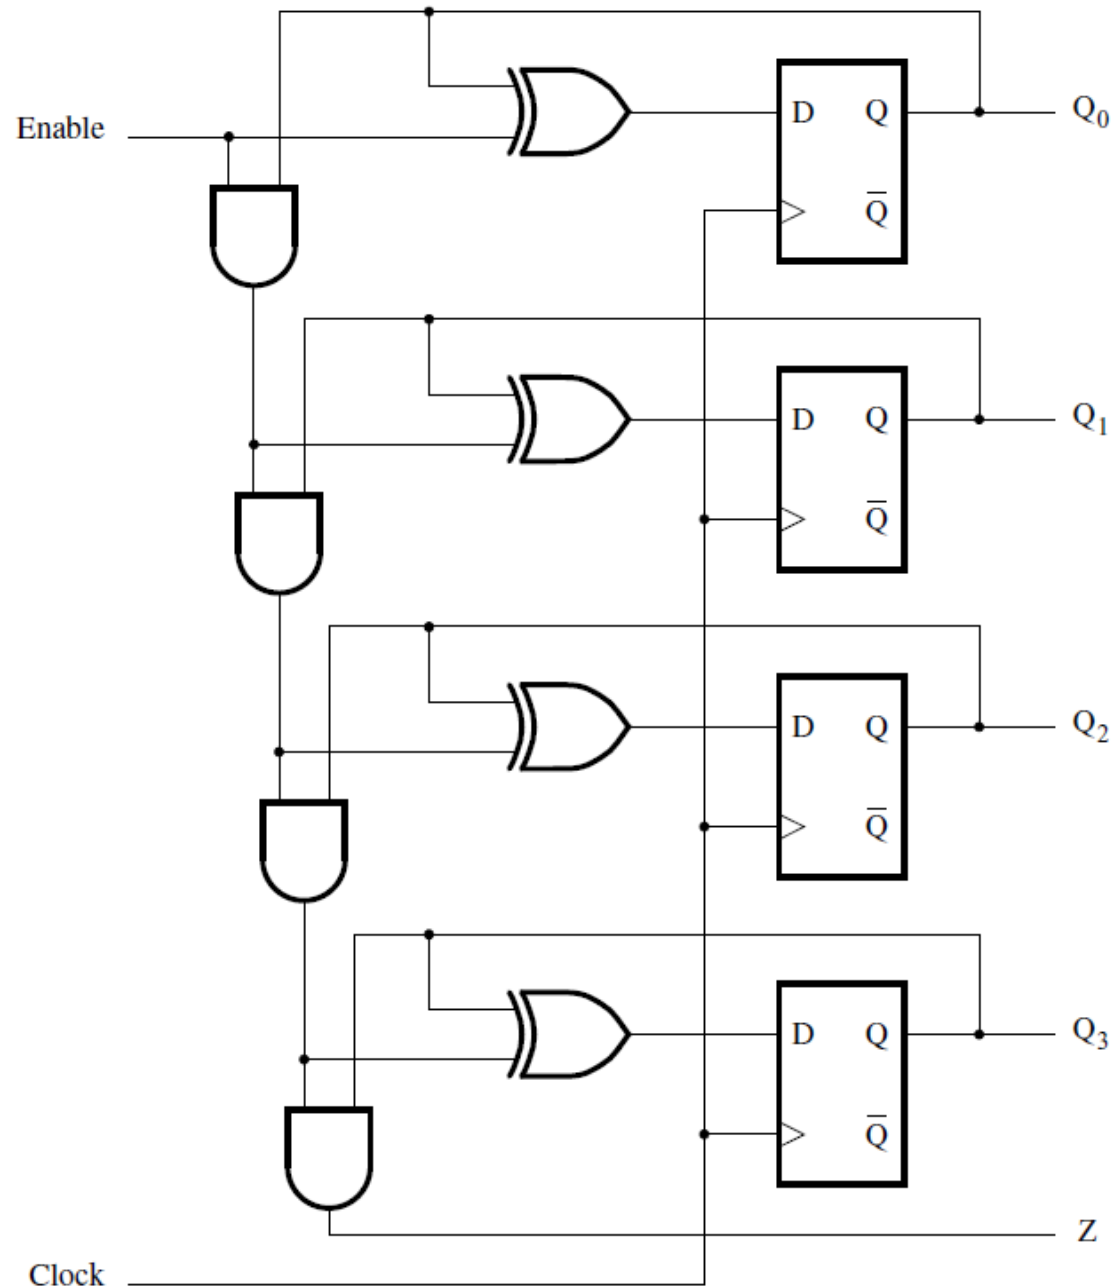 Enable
D Q Q₀
Q̅
D Q Q₁
Q̅
D Q Q₂
Q̅
D Q Q₃
Q̅
Z
Clock